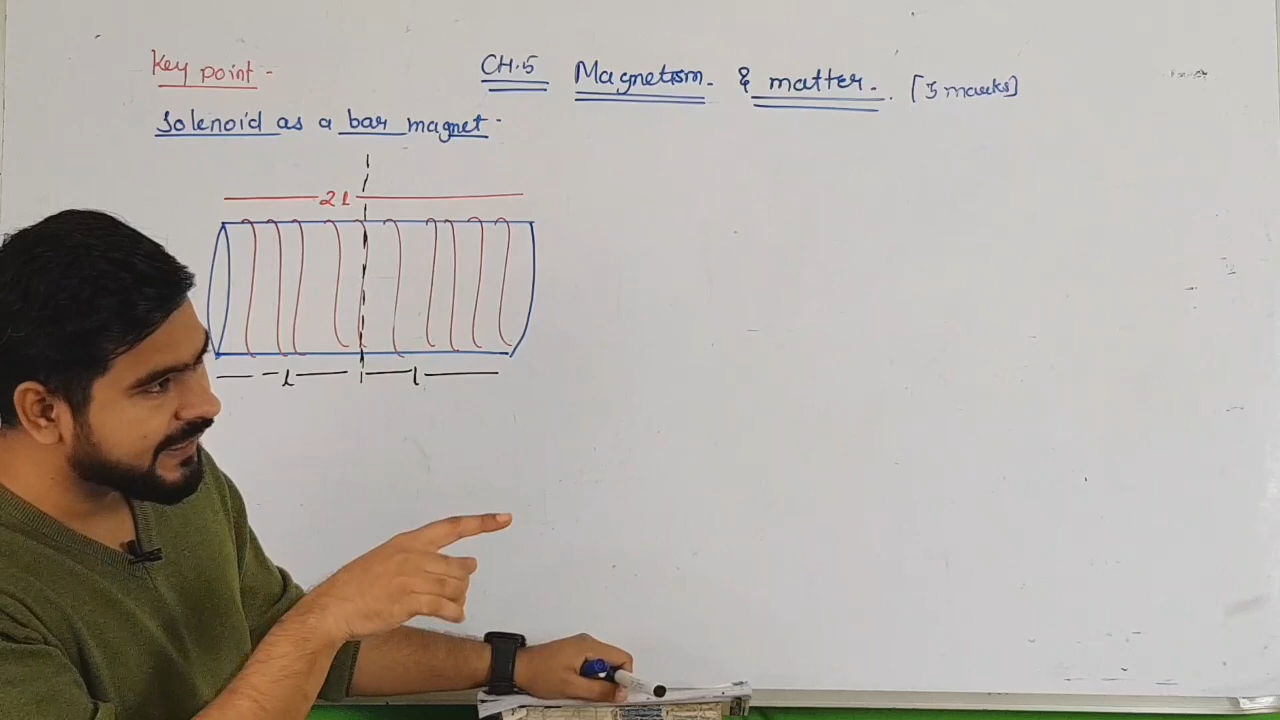 Key point -
CH.5 Magnetism. & matter. [5 marks]
Solenoid as a bar magnet.
2l
l l